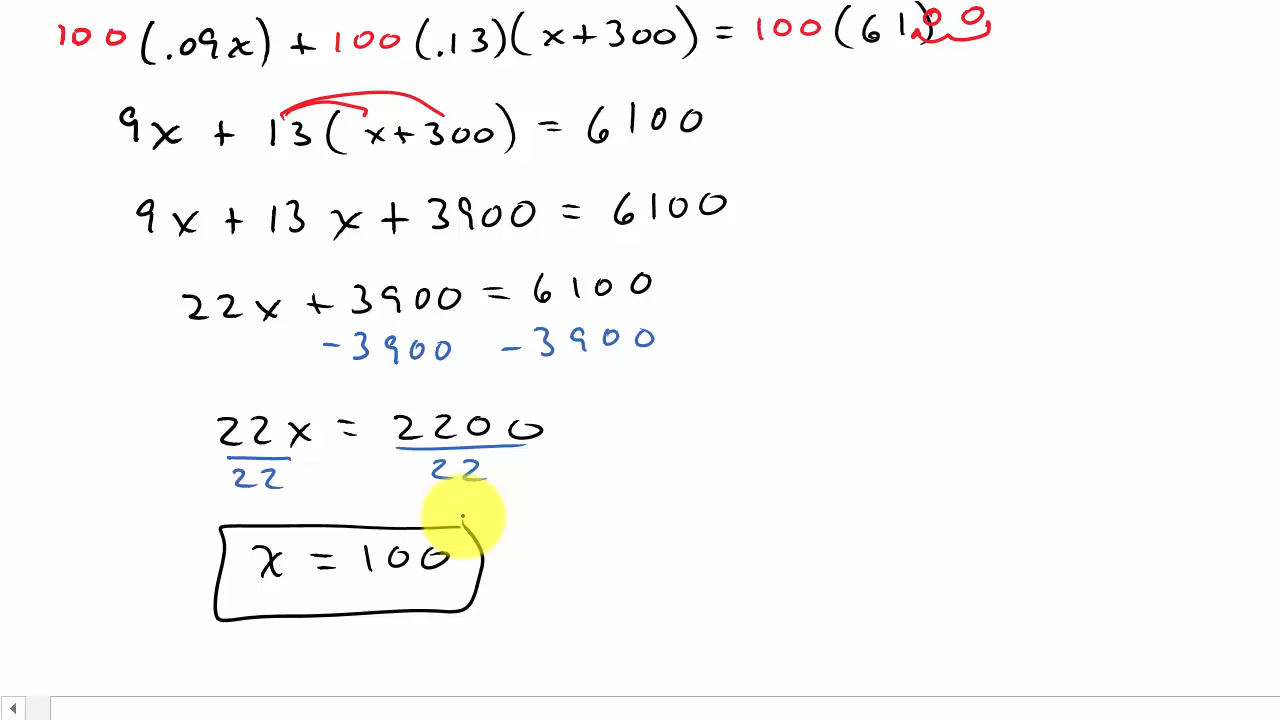 100(.09x) + 100(.13)(x+300) = 100(61)00
9x + 13(x+300) = 6100
9x + 13x + 3900 = 6100
22x + 3900 = 6100
-3900 -3900
22x = 2200
22 22
x = 100